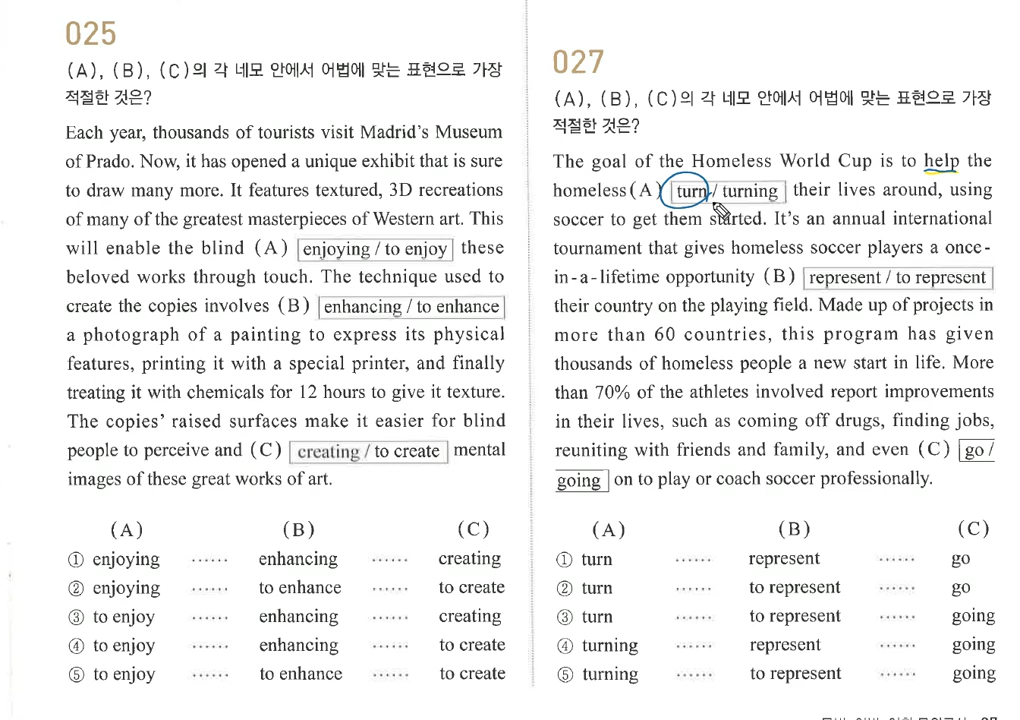 025
(A), (B), (C)의 각 네모 안에서 어법에 맞는 표현으로 가장
적절한 것은?
Each year, thousands of tourists visit Madrid's Museum
of Prado. Now, it has opened a unique exhibit that is sure
to draw many more. It features textured, 3D recreations
of many of the greatest masterpieces of Western art. This
will enable the blind (A) enjoying / to enjoy these
beloved works through touch. The technique used to
create the copies involves (B) enhancing / to enhance
a photograph of a painting to express its physical
features, printing it with a special printer, and finally
treating it with chemicals for 12 hours to give it texture.
The copies' raised surfaces make it easier for blind
people to perceive and (C) creating / to create mental
images of these great works of art.
(A) (B) (C)
① enjoying …… enhancing …… creating
② enjoying …… to enhance …… to create
③ to enjoy …… enhancing …… creating
④ to enjoy …… enhancing …… to create
⑤ to enjoy …… to enhance …… to create
027
(A), (B), (C)의 각 네모 안에서 어법에 맞는 표현으로 가장
적절한 것은?
The goal of the Homeless World Cup is to help the
homeless (A) turn / turning their lives around, using
soccer to get them started. It's an annual international
tournament that gives homeless soccer players a once-
in-a-lifetime opportunity (B) represent / to represent
their country on the playing field. Made up of projects in
more than 60 countries, this program has given
thousands of homeless people a new start in life. More
than 70% of the athletes involved report improvements
in their lives, such as coming off drugs, finding jobs,
reuniting with friends and family, and even (C) go /
going on to play or coach soccer professionally.
(A) (B) (C)
① turn …… represent …… go
② turn …… to represent …… go
③ turn …… to represent …… going
④ turning …… represent …… going
⑤ turning …… to represent …… going